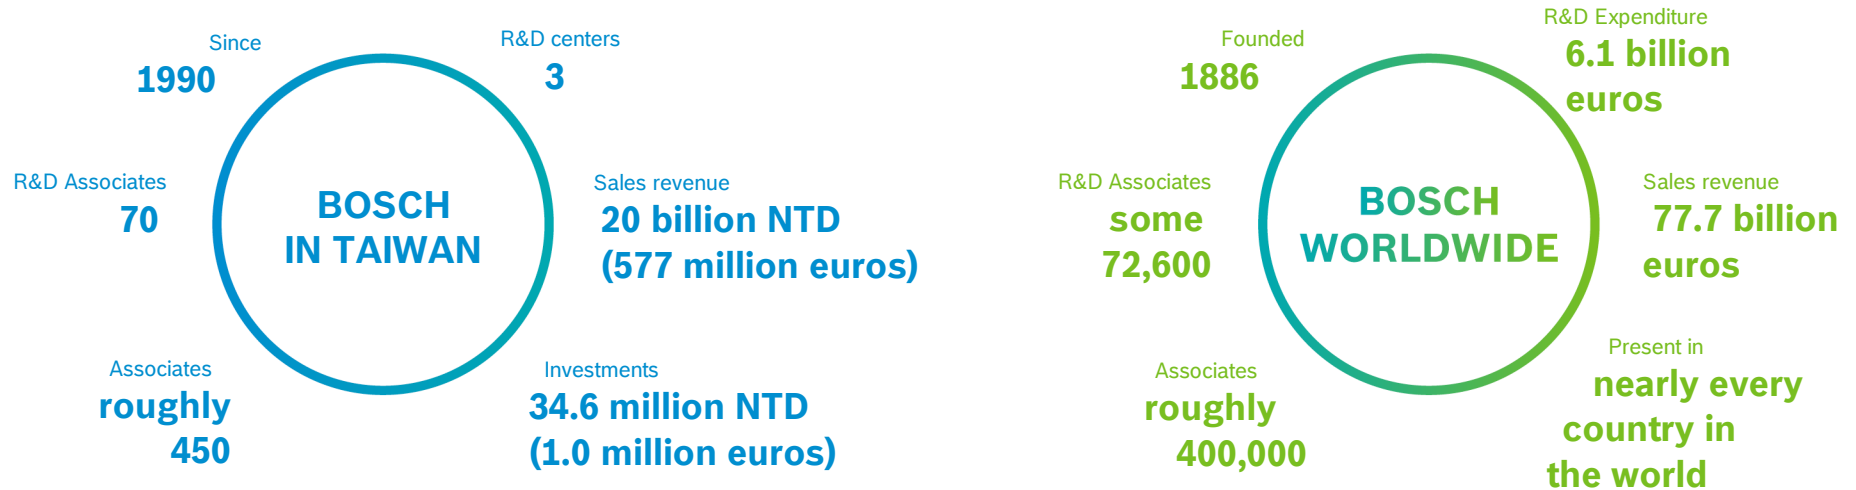 Since
1990
R&D centers
3
R&D Associates
70
BOSCH
IN TAIWAN
Sales revenue
20 billion NTD
(577 million euros)
Associates
roughly
450
Investments
34.6 million NTD
(1.0 million euros)
Founded
1886
R&D Expenditure
6.1 billion
euros
R&D Associates
some
72,600
BOSCH
WORLDWIDE
Sales revenue
77.7 billion
euros
Associates
roughly
400,000
Present in
nearly every
country in
the world